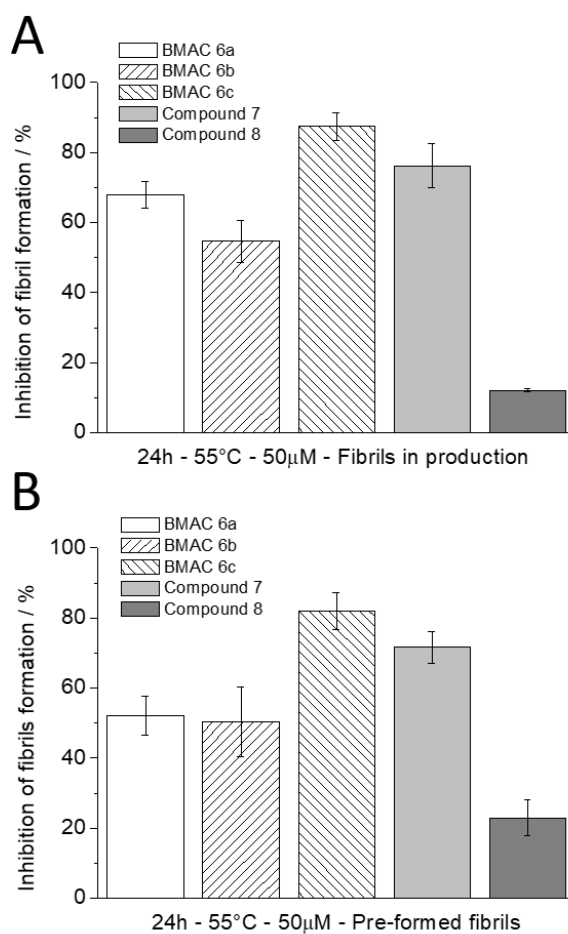 A
BMAC 6a
BMAC 6b
BMAC 6c
Compound 7
Compound 8
Inhibition of fibril formation / %
100
80
60
40
20
0
24h - 55°C - 50μM - Fibrils in production
B
BMAC 6a
BMAC 6b
BMAC 6c
Compound 7
Compound 8
Inhibition of fibrils formation / %
100
80
60
40
20
0
24h - 55°C - 50μM - Pre-formed fibrils